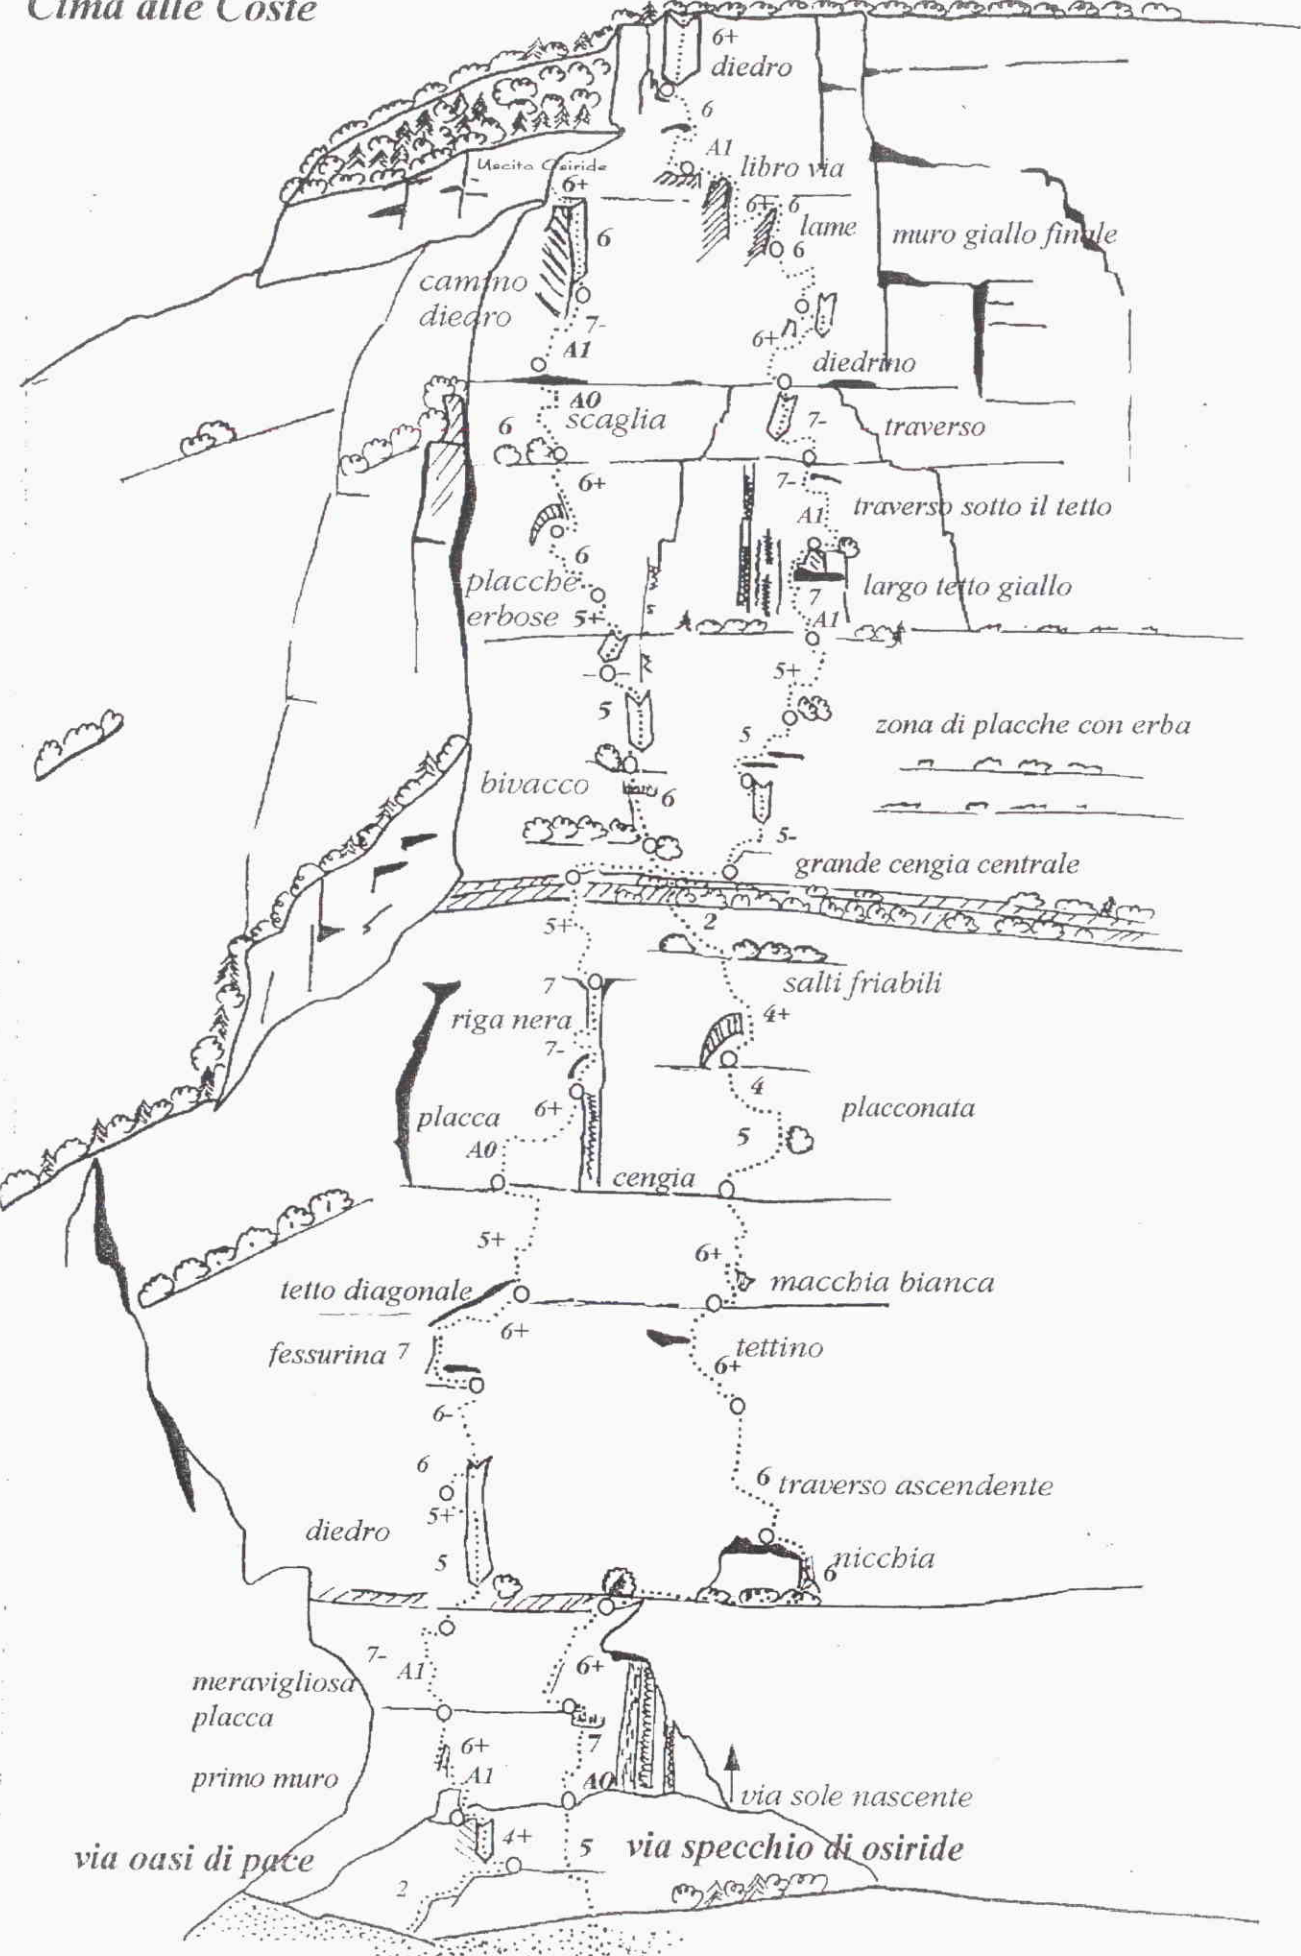 Cima alle Coste
6+
diedro
6
A1
libro via
Uscita Osiride
6+
6+ 6
6
lame
6
muro giallo finale
camino
diedro
7-
A1
6+
diedrino
A0
scaglia
6
7-
traverso
6+
7-
A1
traverso sotto il tetto
6
placche
erbose 5+
7
largo tetto giallo
A1
5+
5
5
zona di placche con erba
bivacco
6
5-
grande cengia centrale
5+
2
7
salti friabili
riga nera
4+
7-
4
placca
6+
placconata
A0
5
cengia
5+
6+
tetto diagonale
macchia bianca
6+
fessurina 7
tettino
6+
6-
6
6 traverso ascendente
5+
diedro
5
nicchia
6
7-
A1
6+
meravigliosa
placca
6+
7
primo muro
A1
A0
via sole nascente
via oasi di pace
4+
5
via specchio di osiride
2